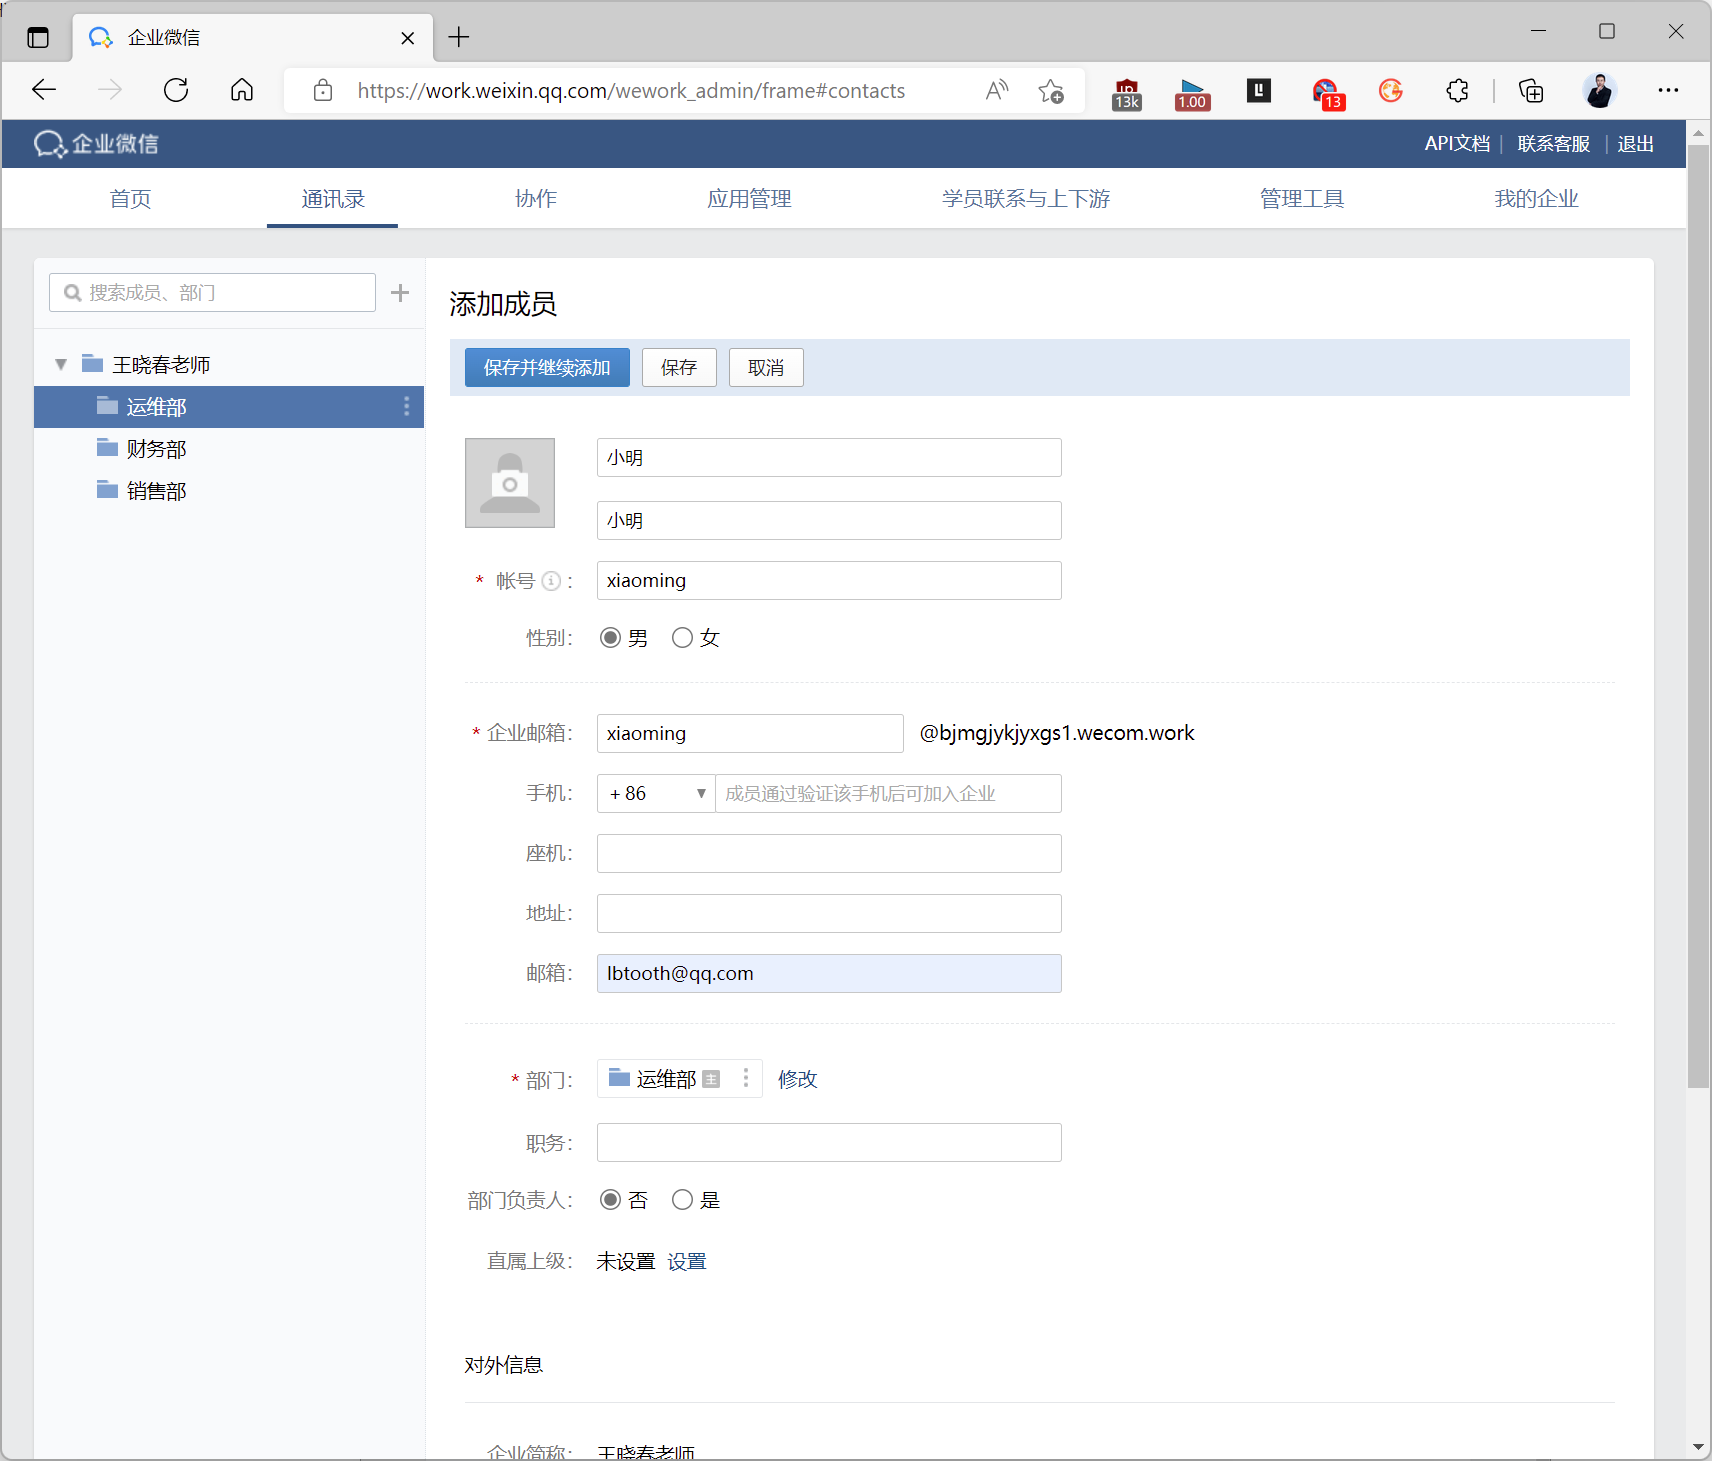 企业微信
https://work.weixin.qq.com/wework_admin/frame#contacts
13k
1.00
13
企业微信
API文档 | 联系客服 | 退出
首页 通讯录 协作 应用管理 学员联系与上下游 管理工具 我的企业
搜索成员、部门
王晓春老师
运维部
财务部
销售部
添加成员
保存并继续添加 保存 取消
小明
小明
* 帐号 : xiaoming
性别: 男 女
* 企业邮箱: xiaoming @bjmgjykjyxgs1.wecom.work
手机: +86 成员通过验证该手机后可加入企业
座机:
地址:
邮箱: lbtooth@qq.com
* 部门: 运维部 主 修改
职务:
部门负责人: 否 是
直属上级: 未设置 设置
对外信息
企业简称: 王晓春老师